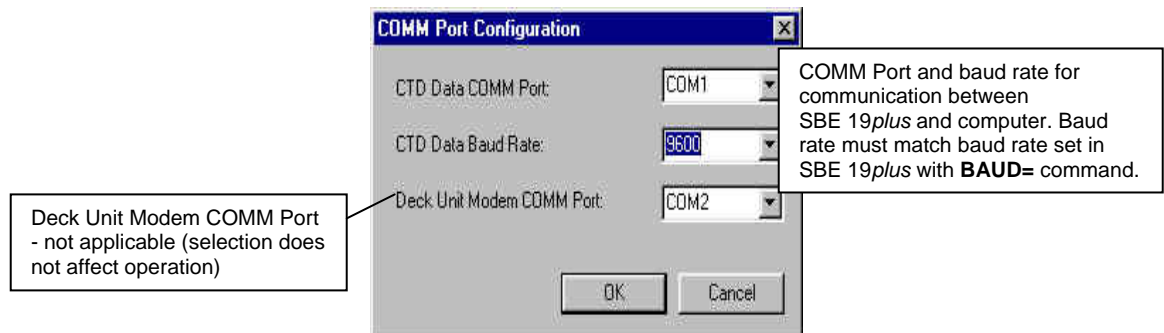 COMM Port Configuration
CTD Data COMM Port: COM1
CTD Data Baud Rate: 9600
Deck Unit Modem COMM Port: COM2
OK Cancel
COMM Port and baud rate for
communication between
SBE 19plus and computer. Baud
rate must match baud rate set in
SBE 19plus with BAUD= command.
Deck Unit Modem COMM Port
- not applicable (selection does
not affect operation)